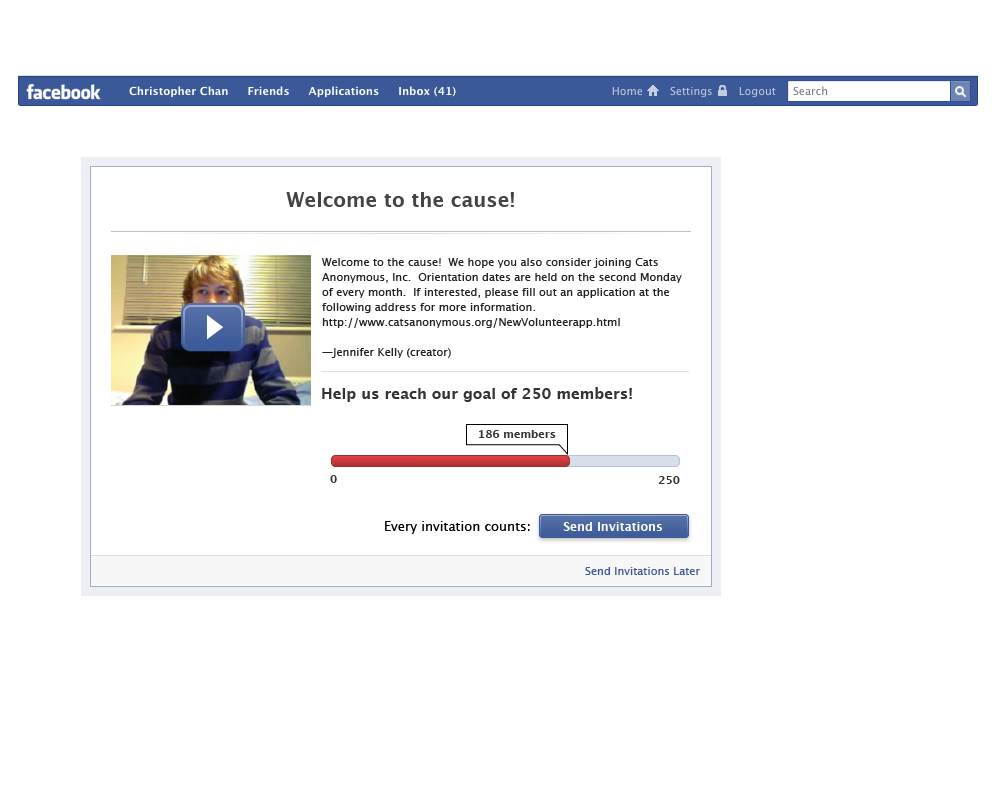 facebook Christopher Chan Friends Applications Inbox (41) Home Settings Logout Search
Welcome to the cause!
Welcome to the cause!  We hope you also consider joining Cats
Anonymous, Inc.  Orientation dates are held on the second Monday
of every month.  If interested, please fill out an application at the
following address for more information.
http://www.catsanonymous.org/NewVolunteerapp.html
—Jennifer Kelly (creator)
Help us reach our goal of 250 members!
186 members
0 250
Every invitation counts: Send Invitations
Send Invitations Later